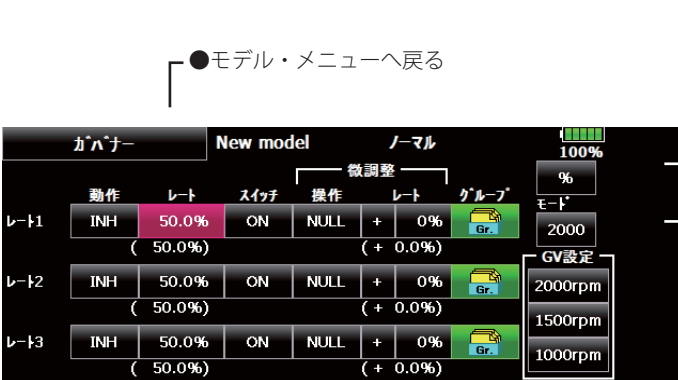 ●モデル・メニューへ戻る
ｶﾞﾊﾞﾅｰ New model ﾉｰﾏﾙ 100%
微調整 %
動作 ﾚｰﾄ ｽｲｯﾁ 操作 ﾚｰﾄ ｸﾞﾙｰﾌﾟ ﾓｰﾄﾞ
ﾚｰﾄ1 INH 50.0% ON NULL + 0% Gr. 2000
( 50.0%) ( + 0.0%) GV設定
ﾚｰﾄ2 INH 50.0% ON NULL + 0% Gr. 2000rpm
( 50.0%) ( + 0.0%) 1500rpm
ﾚｰﾄ3 INH 50.0% ON NULL + 0% Gr. 1000rpm
( 50.0%) ( + 0.0%)